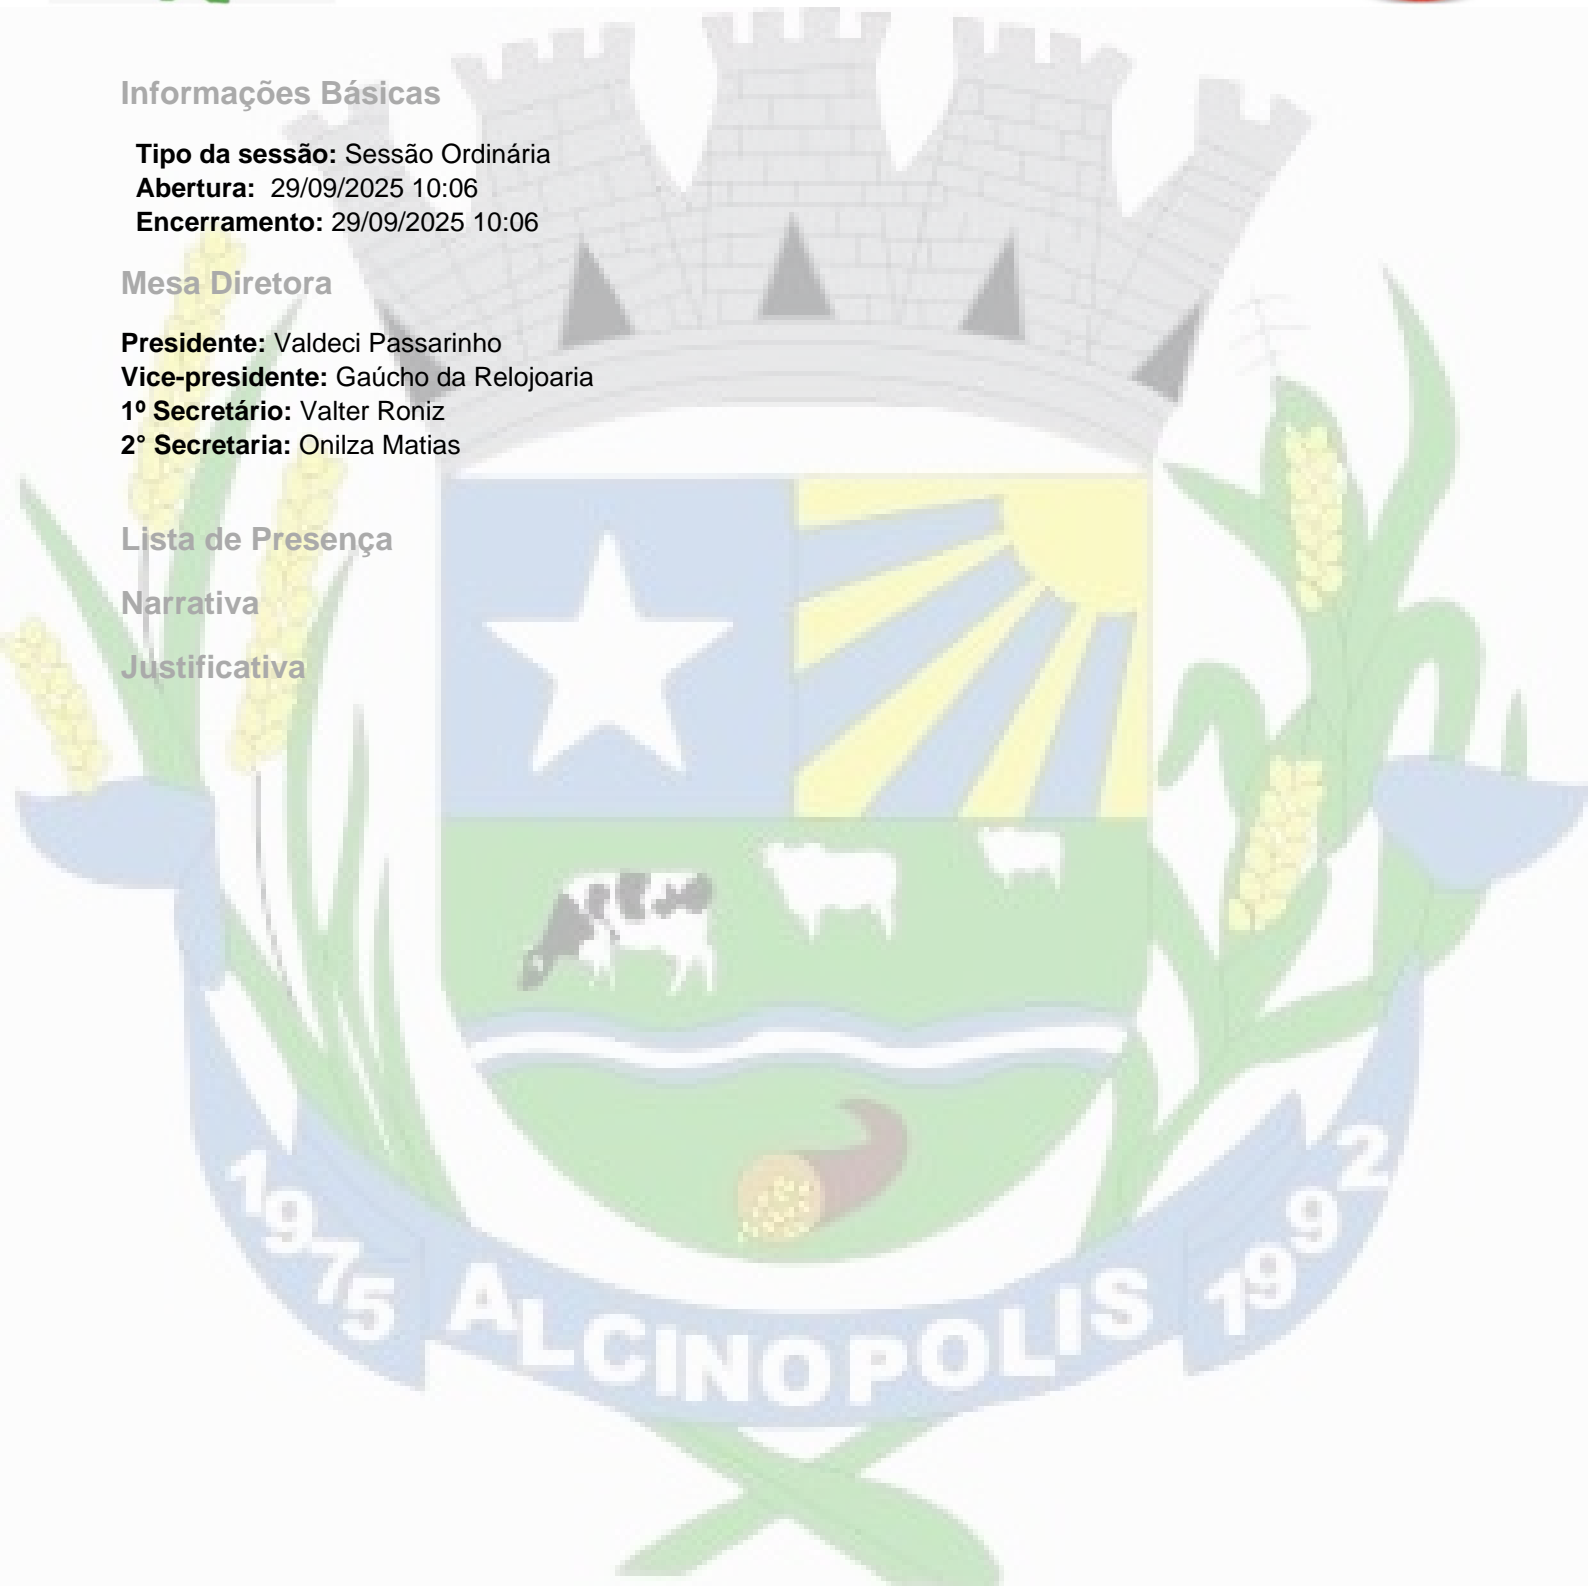 Informações Básicas
Tipo da sessão: Sessão Ordinária
Abertura: 29/09/2025 10:06
Encerramento: 29/09/2025 10:06
Mesa Diretora
Presidente: Valdeci Passarinho
Vice-presidente: Gaúcho da Relojoaria
1º Secretário: Valter Roniz
2° Secretaria: Onilza Matias
Lista de Presença
Narrativa
Justificativa
1975 ALCINOPOLIS 1992